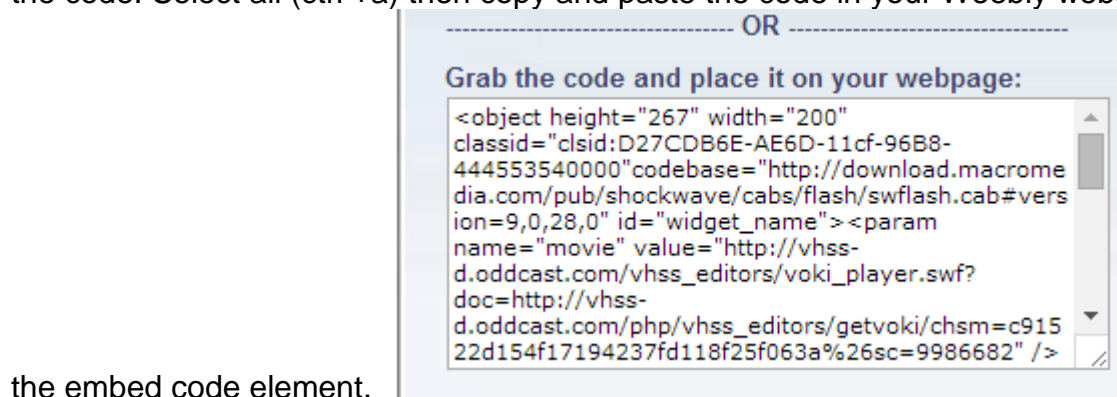 the code. Select all (ctrl +a) then copy and paste the code in your Weebly
---------------------------------- OR ----------------------------------
Grab the code and place it on your webpage:
<object height="267" width="200"
classid="clsid:D27CDB6E-AE6D-11cf-96B8-
444553540000"codebase="http://download.macrome
dia.com/pub/shockwave/cabs/flash/swflash.cab#vers
ion=9,0,28,0" id="widget_name"><param
name="movie" value="http://vhss-
d.oddcast.com/vhss_editors/voki_player.swf?
doc=http://vhss-
d.oddcast.com/php/vhss_editors/getvoki/chsm=c915
22d154f17194237fd118f25f063a%26sc=9986682" />
the embed code element.